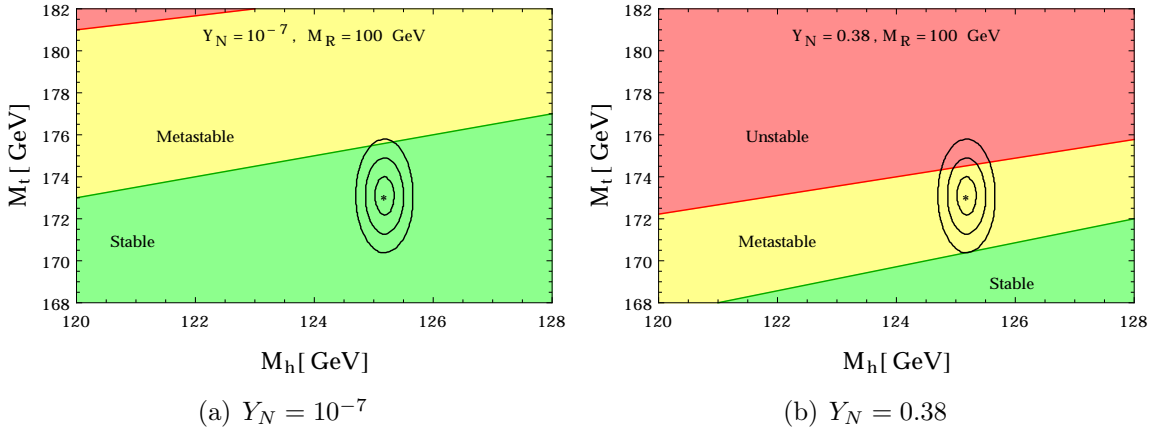 182
180
178
176
174
172
170
168
M_t[ GeV]
Y_N = 10^{-7}, M_R = 100 GeV
Metastable
Stable
120 122 124 126 128
M_h[ GeV]
(a) Y_N = 10^{-7}
182
180
178
176
174
172
170
168
M_t[ GeV]
Y_N = 0.38, M_R = 100 GeV
Unstable
Metastable
Stable
120 122 124 126 128
M_h[ GeV]
(b) Y_N = 0.38